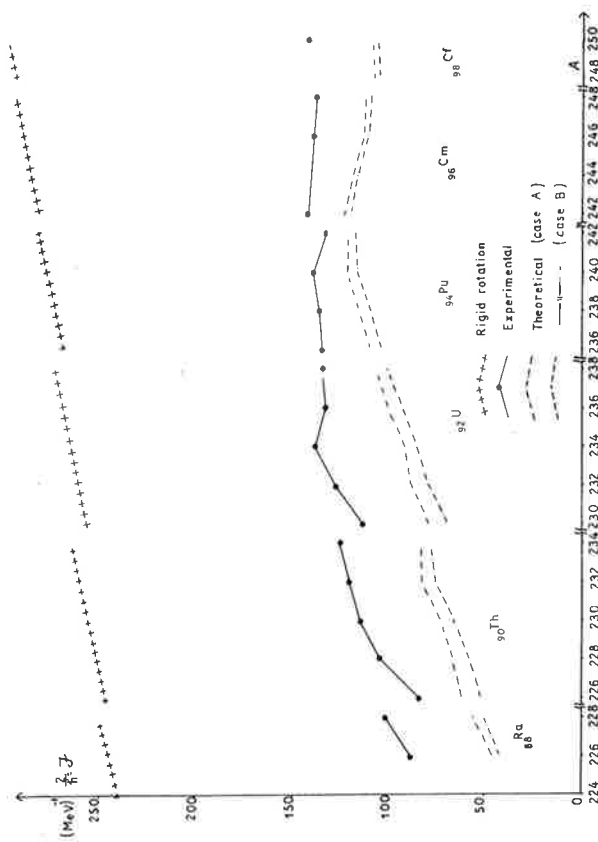 2/ħ² J
(MeV)⁻¹
250
200
150
100
50
0
224 226 228 226 228 230 232 234 230 232 234 236 238 236 238 240 242 242 244 246 248 248 250
A
88Ra
90Th
92U
94Pu
96Cm
98Cf
+++++ Rigid rotation
Experimental
Theoretical (case A)
—"— (case B)